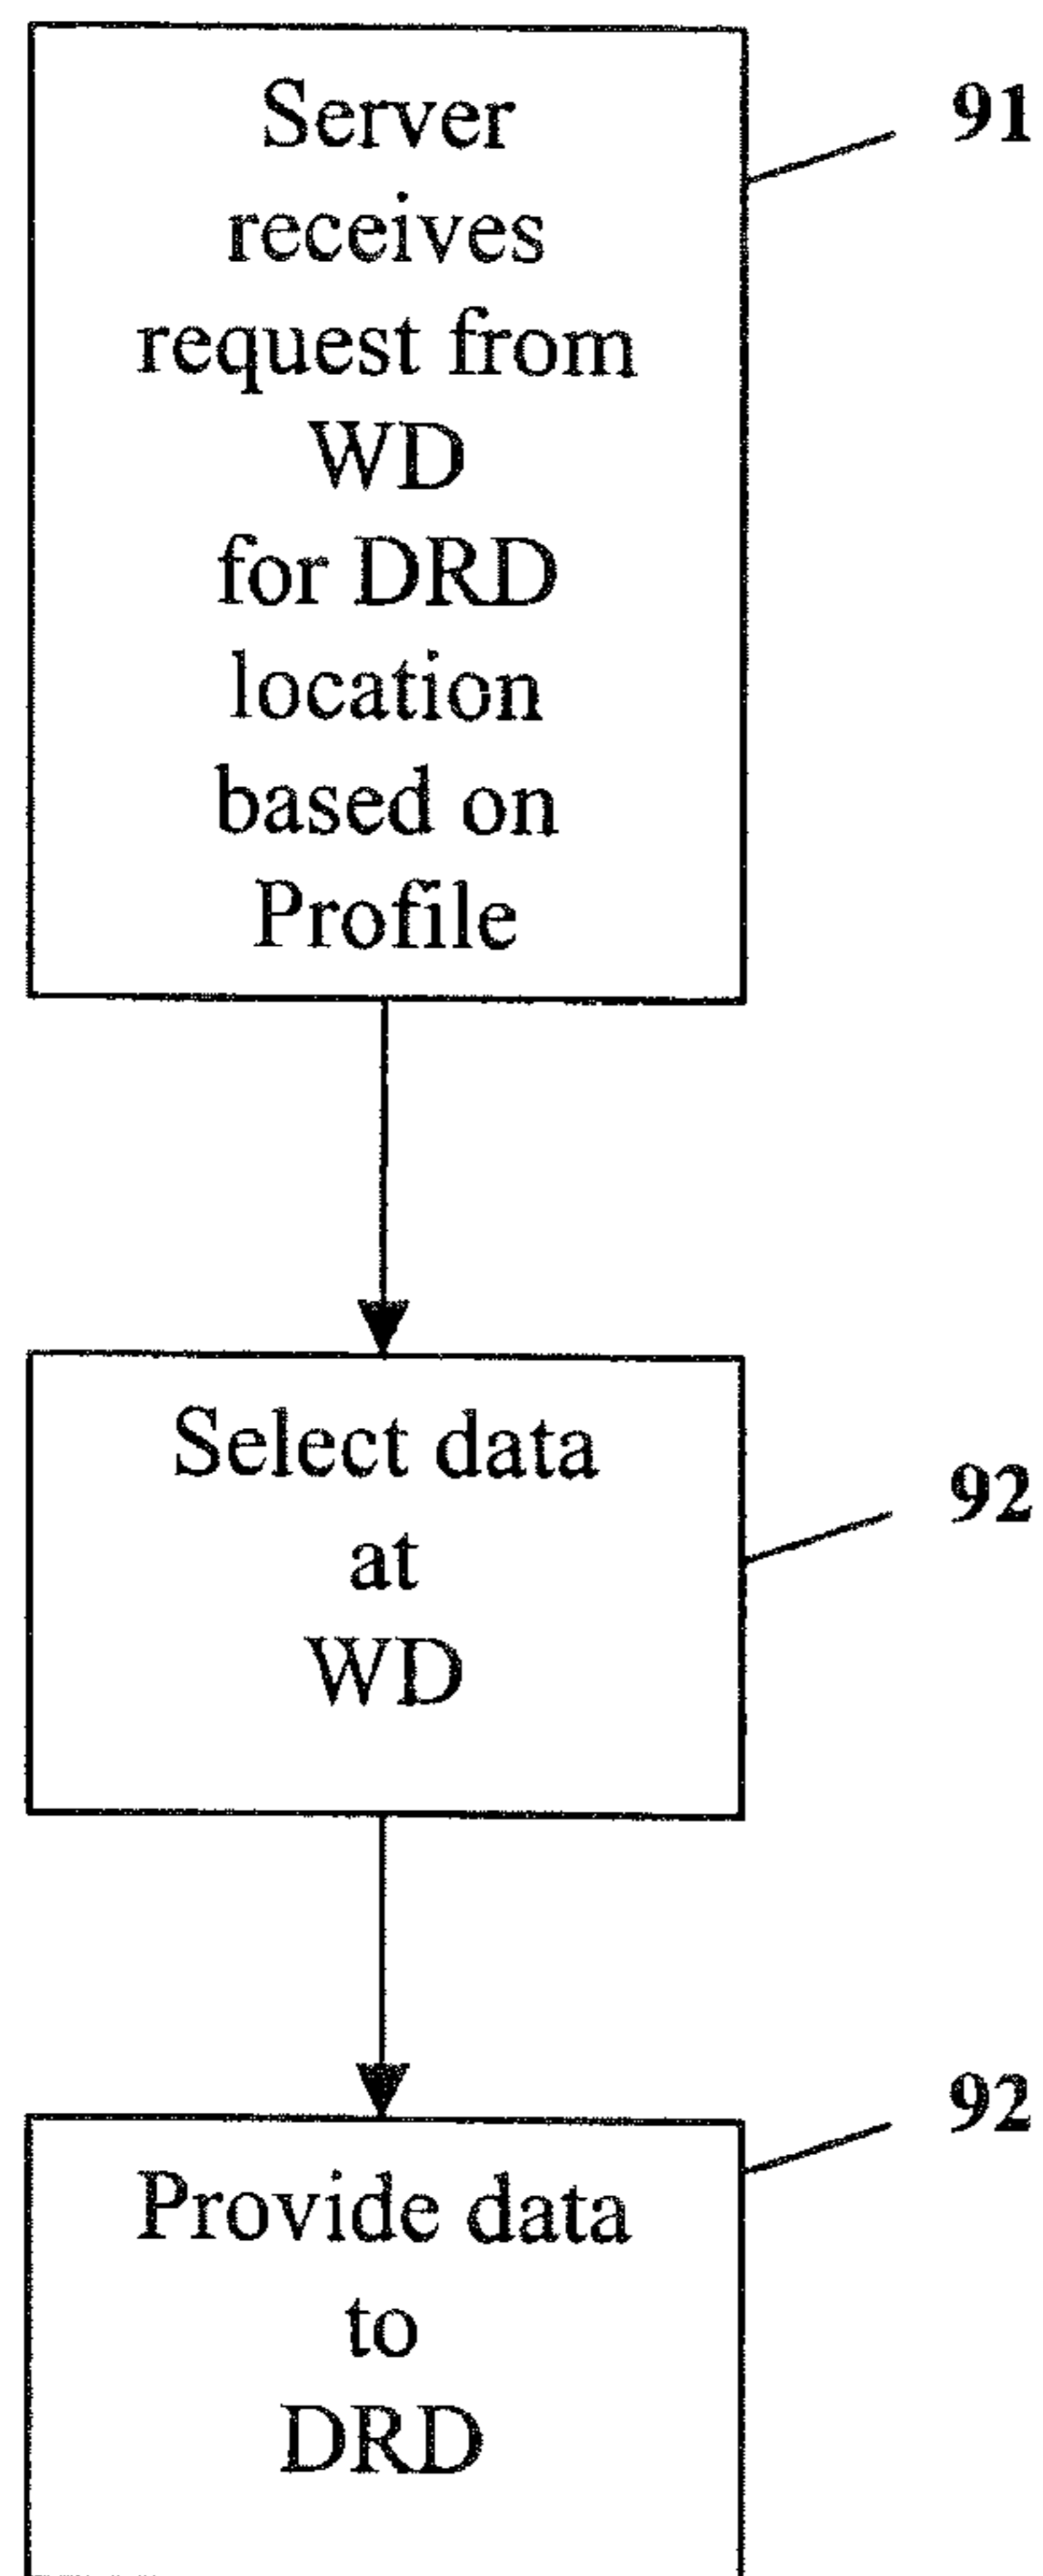 Server
receives
request from
WD
for DRD
location
based on
Profile
91
Select data
at
WD
92
Provide data
to
DRD
92